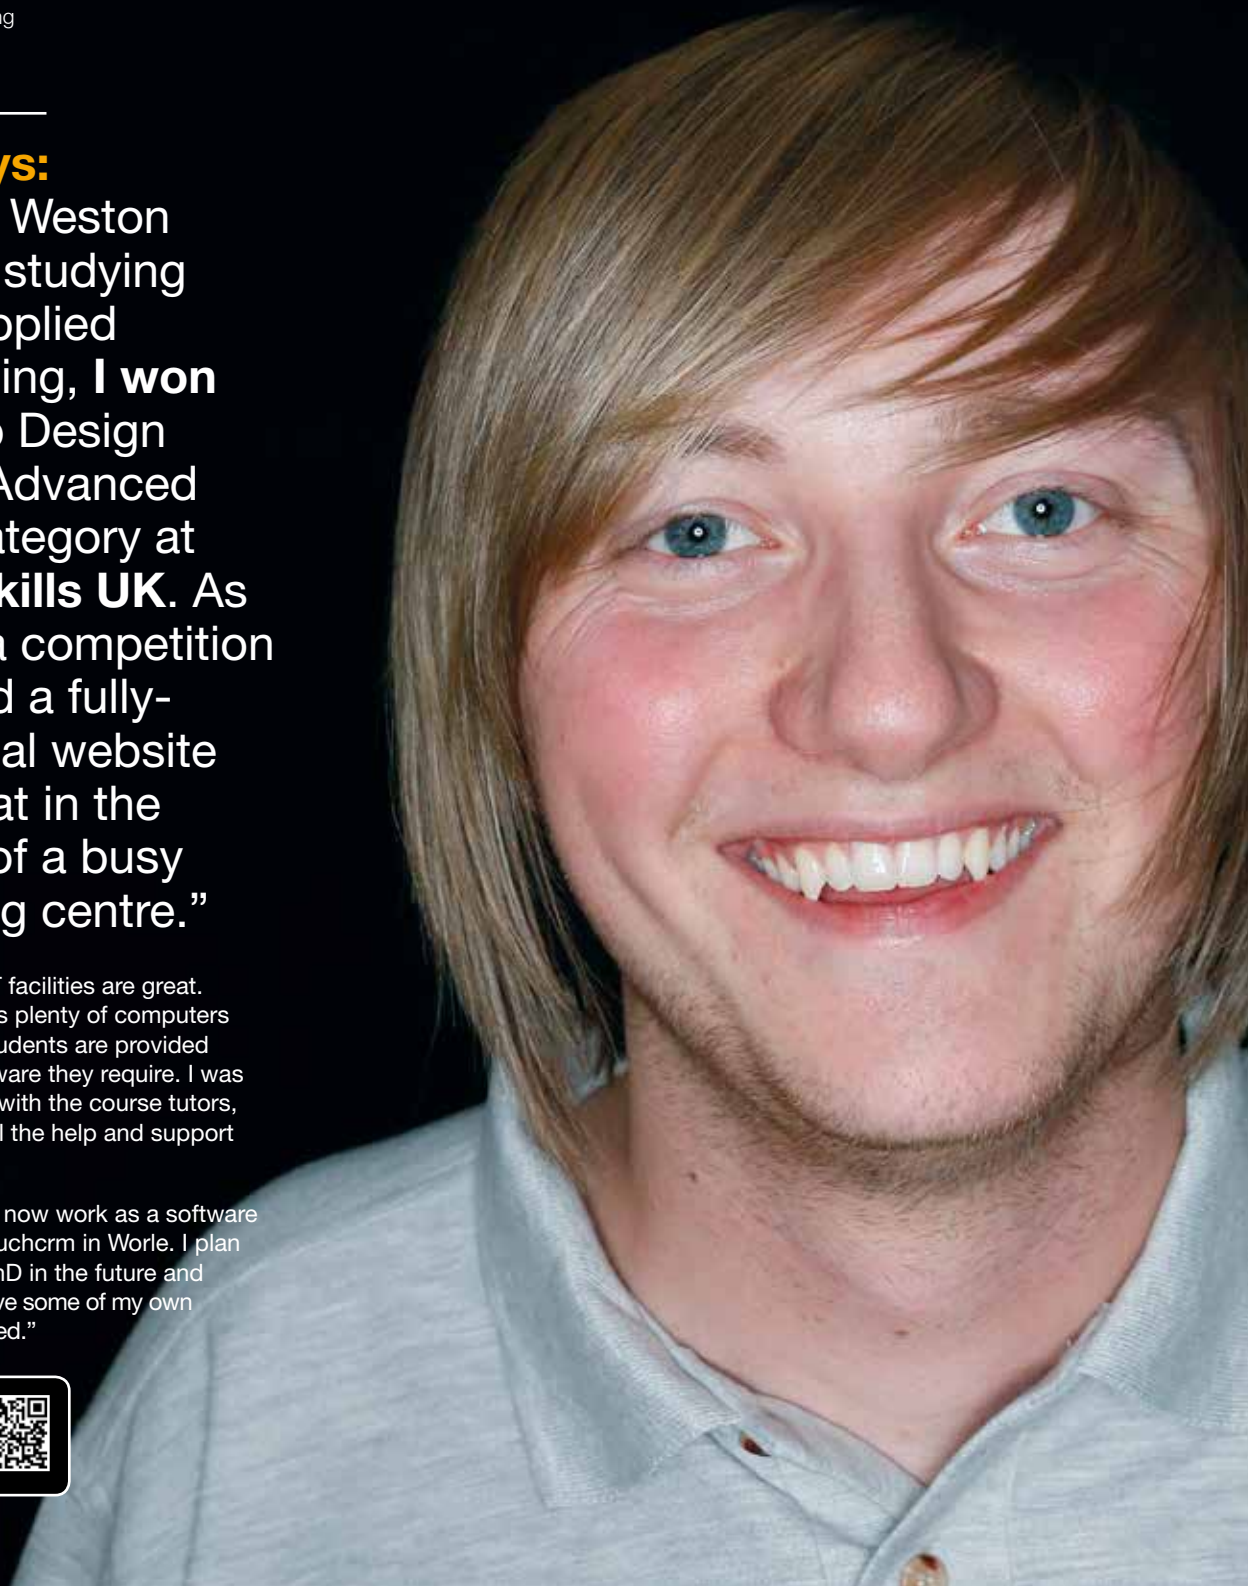 ng
ys:
Weston
studying
pplied
ing, I won
Design
Advanced
ategory at
kills UK. As
a competition
d a fully-
al website
at in the
of a busy
g centre.”
facilities are great.
s plenty of computers
udents are provided
ware they require. I was
with the course tutors,
l the help and support
now work as a software
uchcrm in Worle. I plan
hD in the future and
ve some of my own
ed.”